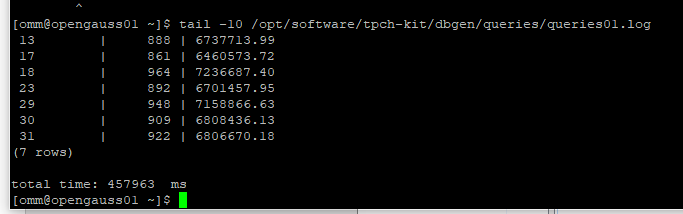 ^
[omm@opengauss01 ~]$ tail -10 /opt/software/tpch-kit/dbgen/queries/queries01.log
13 | 888 | 6737713.99
17 | 861 | 6460573.72
18 | 964 | 7236687.40
23 | 892 | 6701457.95
29 | 948 | 7158866.63
30 | 909 | 6808436.13
31 | 922 | 6806670.18
(7 rows)
total time: 457963 ms
[omm@opengauss01 ~]$